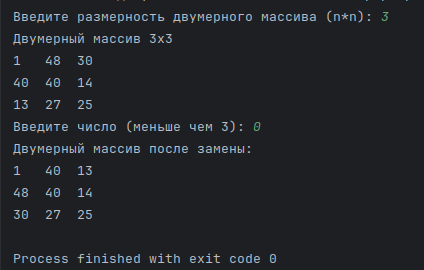 Введите размерность двумерного массива (n*n): 3
Двумерный массив 3x3
1 48 30
40 40 14
13 27 25
Введите число (меньше чем 3): 0
Двумерный массив после замены:
1 40 13
48 40 14
30 27 25
Process finished with exit code 0